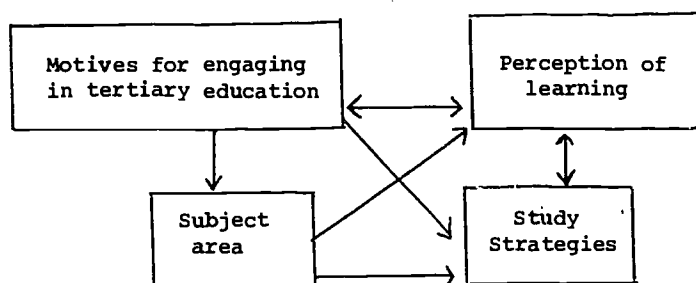 Motives for engaging
in tertiary education
Perception of
learning
Subject
area
Study
Strategies